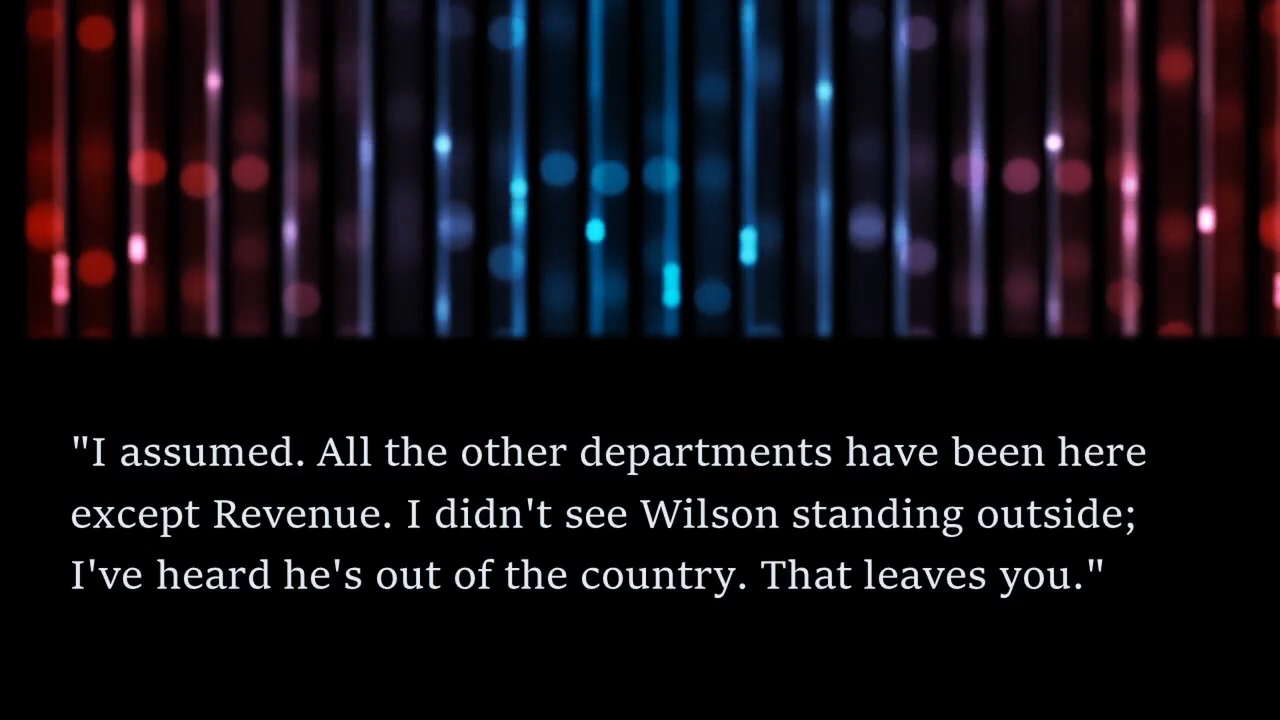 "I assumed. All the other departments have been here
except Revenue. I didn't see Wilson standing outside;
I've heard he's out of the country. That leaves you."